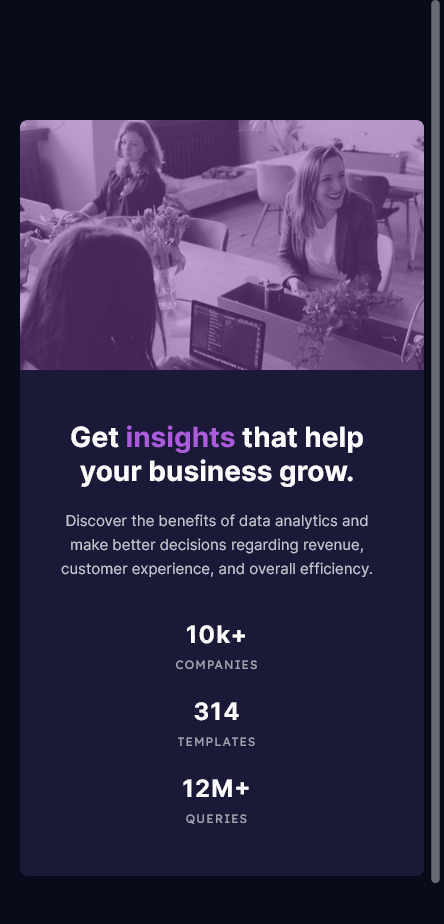 Get insights that help
your business grow.
Discover the benefits of data analytics and
make better decisions regarding revenue,
customer experience, and overall efficiency.
10k+
COMPANIES
314
TEMPLATES
12M+
QUERIES